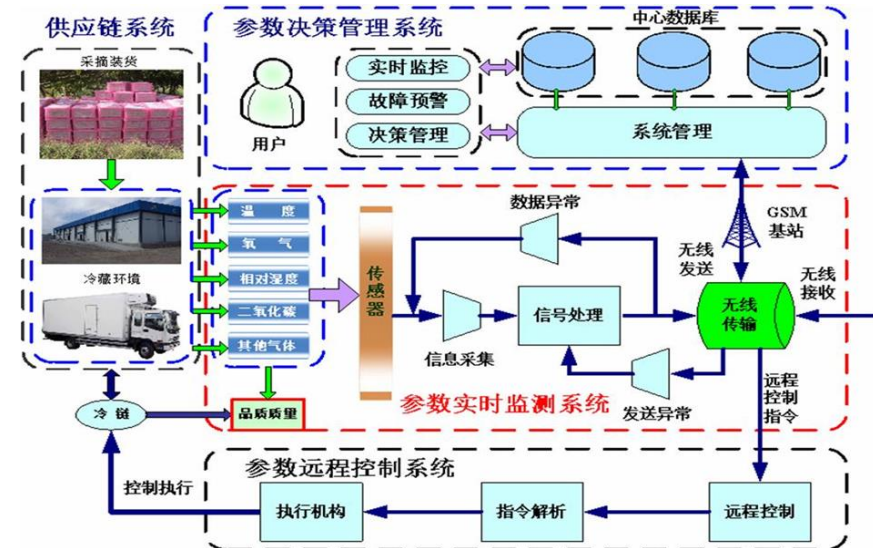 供应链系统
采摘装货
冷藏环境
冷 链
控制执行
参数决策管理系统
用户
实时监控
故障预警
决策管理
中心数据库
系统管理
GSM
基站
温 度
氧 气
相对湿度
二氧化碳
其他气体
品质质量
传
感
器
信息采集
数据异常
信号处理
发送异常
无线
发送
无线
传输
无线
接收
参数实时监测系统
远程
控制
指令
参数远程控制系统
执行机构
指令解析
远程控制